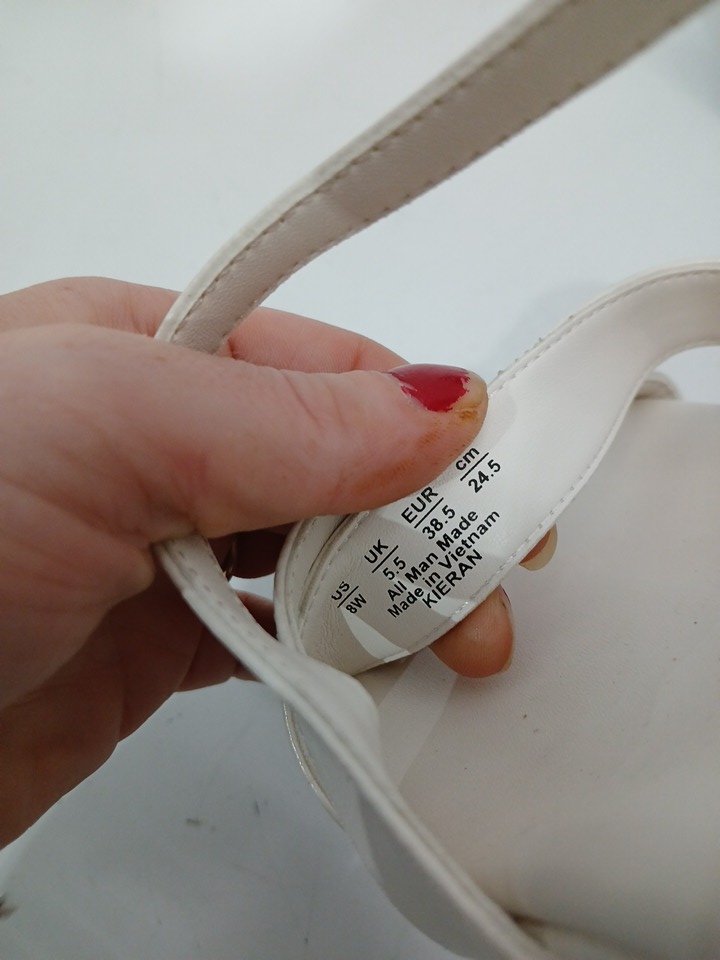 US UK EUR cm
8W 5.5 38.5 24.5
All Man Made
Made in Vietnam
KIERAN